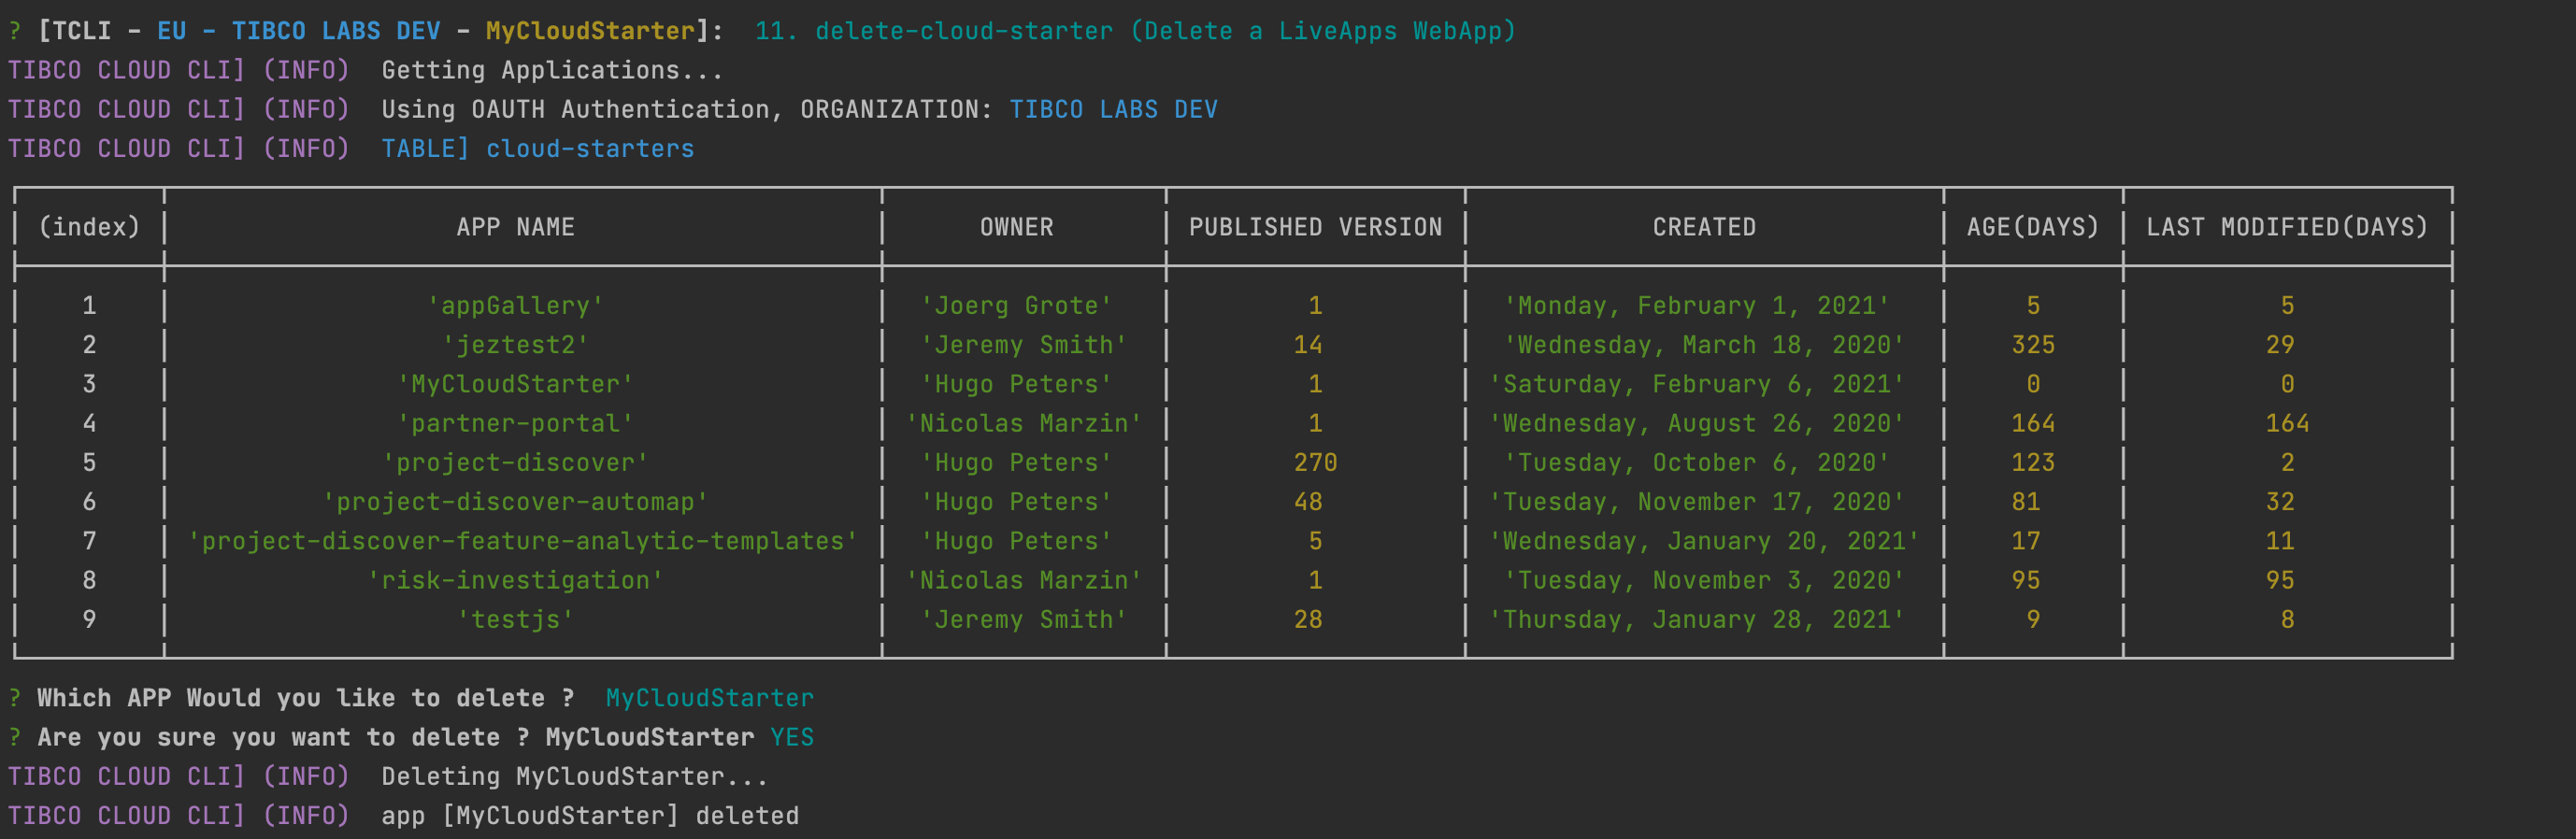 ? [TCLI - EU - TIBCO LABS DEV - MyCloudStarter]:  11. delete-cloud-starter (Delete a LiveApps WebApp)
TIBCO CLOUD CLI] (INFO)  Getting Applications...
TIBCO CLOUD CLI] (INFO)  Using OAUTH Authentication, ORGANIZATION: TIBCO LABS DEV
TIBCO CLOUD CLI] (INFO)  TABLE] cloud-starters
(index) APP NAME OWNER PUBLISHED VERSION CREATED AGE(DAYS) LAST MODIFIED(DAYS)
1 'appGallery' 'Joerg Grote' 1 'Monday, February 1, 2021' 5 5
2 'jeztest2' 'Jeremy Smith' 14 'Wednesday, March 18, 2020' 325 29
3 'MyCloudStarter' 'Hugo Peters' 1 'Saturday, February 6, 2021' 0 0
4 'partner-portal' 'Nicolas Marzin' 1 'Wednesday, August 26, 2020' 164 164
5 'project-discover' 'Hugo Peters' 270 'Tuesday, October 6, 2020' 123 2
6 'project-discover-automap' 'Hugo Peters' 48 'Tuesday, November 17, 2020' 81 32
7 'project-discover-feature-analytic-templates' 'Hugo Peters' 5 'Wednesday, January 20, 2021' 17 11
8 'risk-investigation' 'Nicolas Marzin' 1 'Tuesday, November 3, 2020' 95 95
9 'testjs' 'Jeremy Smith' 28 'Thursday, January 28, 2021' 9 8
? Which APP Would you like to delete ?  MyCloudStarter
? Are you sure you want to delete ? MyCloudStarter YES
TIBCO CLOUD CLI] (INFO)  Deleting MyCloudStarter...
TIBCO CLOUD CLI] (INFO)  app [MyCloudStarter] deleted